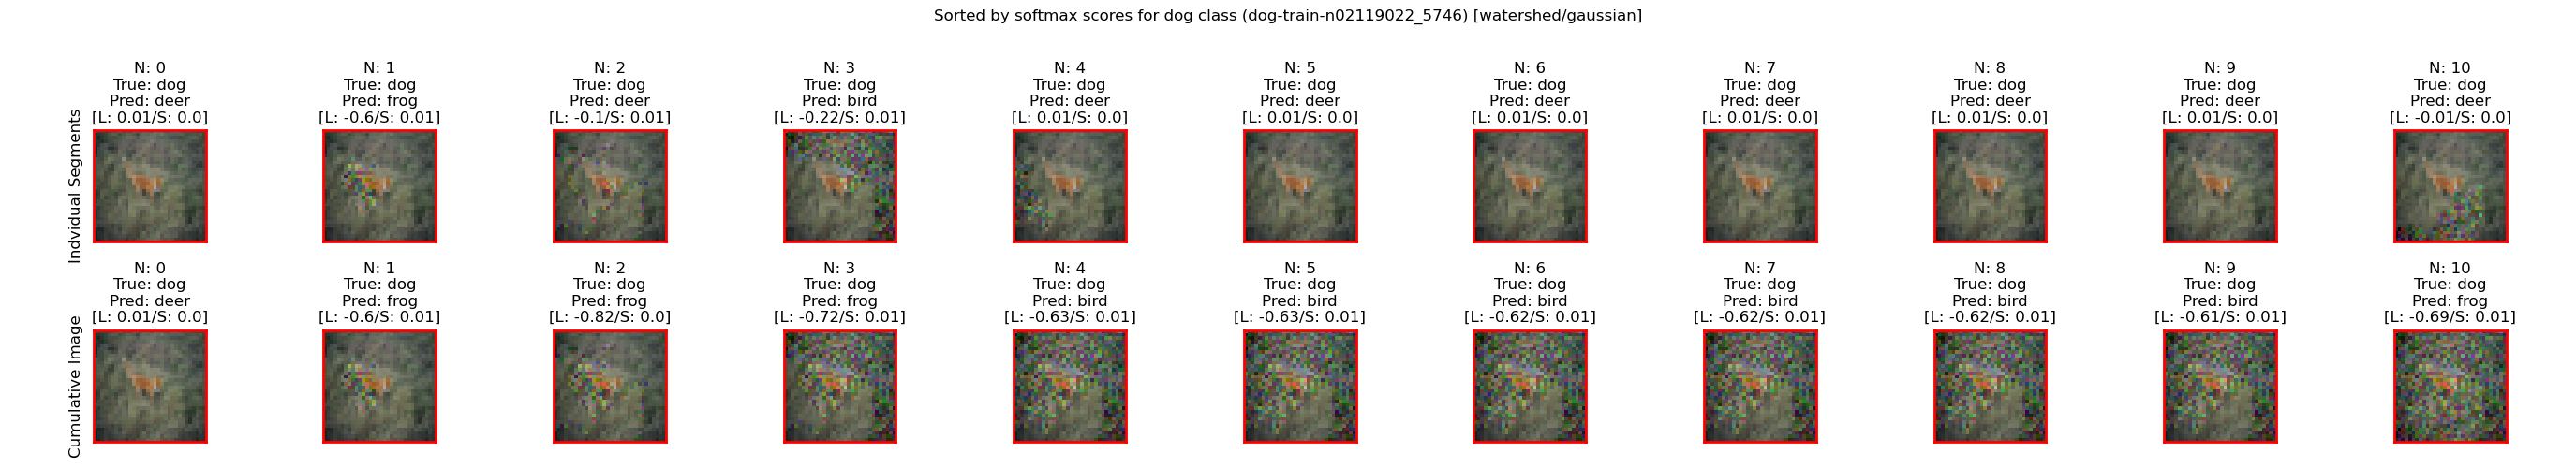 Sorted by softmax scores for dog class (dog-train-n02119022_5746) [watershed/gaussian]
Indvidual Segments
N: 0
True: dog
Pred: deer
[L: 0.01/S: 0.0]
N: 1
True: dog
Pred: frog
[L: -0.6/S: 0.01]
N: 2
True: dog
Pred: deer
[L: -0.1/S: 0.01]
N: 3
True: dog
Pred: bird
[L: -0.22/S: 0.01]
N: 4
True: dog
Pred: deer
[L: 0.01/S: 0.0]
N: 5
True: dog
Pred: deer
[L: 0.01/S: 0.0]
N: 6
True: dog
Pred: deer
[L: 0.01/S: 0.0]
N: 7
True: dog
Pred: deer
[L: 0.01/S: 0.0]
N: 8
True: dog
Pred: deer
[L: 0.01/S: 0.0]
N: 9
True: dog
Pred: deer
[L: 0.01/S: 0.0]
N: 10
True: dog
Pred: deer
[L: -0.01/S: 0.0]
Cumulative Image
N: 0
True: dog
Pred: deer
[L: 0.01/S: 0.0]
N: 1
True: dog
Pred: frog
[L: -0.6/S: 0.01]
N: 2
True: dog
Pred: frog
[L: -0.82/S: 0.0]
N: 3
True: dog
Pred: frog
[L: -0.72/S: 0.01]
N: 4
True: dog
Pred: bird
[L: -0.63/S: 0.01]
N: 5
True: dog
Pred: bird
[L: -0.63/S: 0.01]
N: 6
True: dog
Pred: bird
[L: -0.62/S: 0.01]
N: 7
True: dog
Pred: bird
[L: -0.62/S: 0.01]
N: 8
True: dog
Pred: bird
[L: -0.62/S: 0.01]
N: 9
True: dog
Pred: bird
[L: -0.61/S: 0.01]
N: 10
True: dog
Pred: frog
[L: -0.69/S: 0.01]